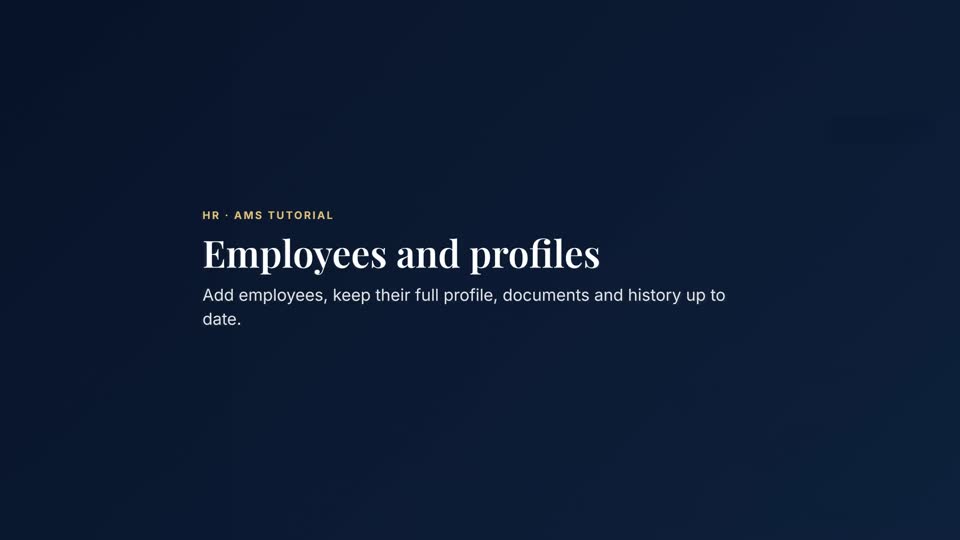 HR · AMS TUTORIAL
Employees and profiles
Add employees, keep their full profile, documents and history up to
date.